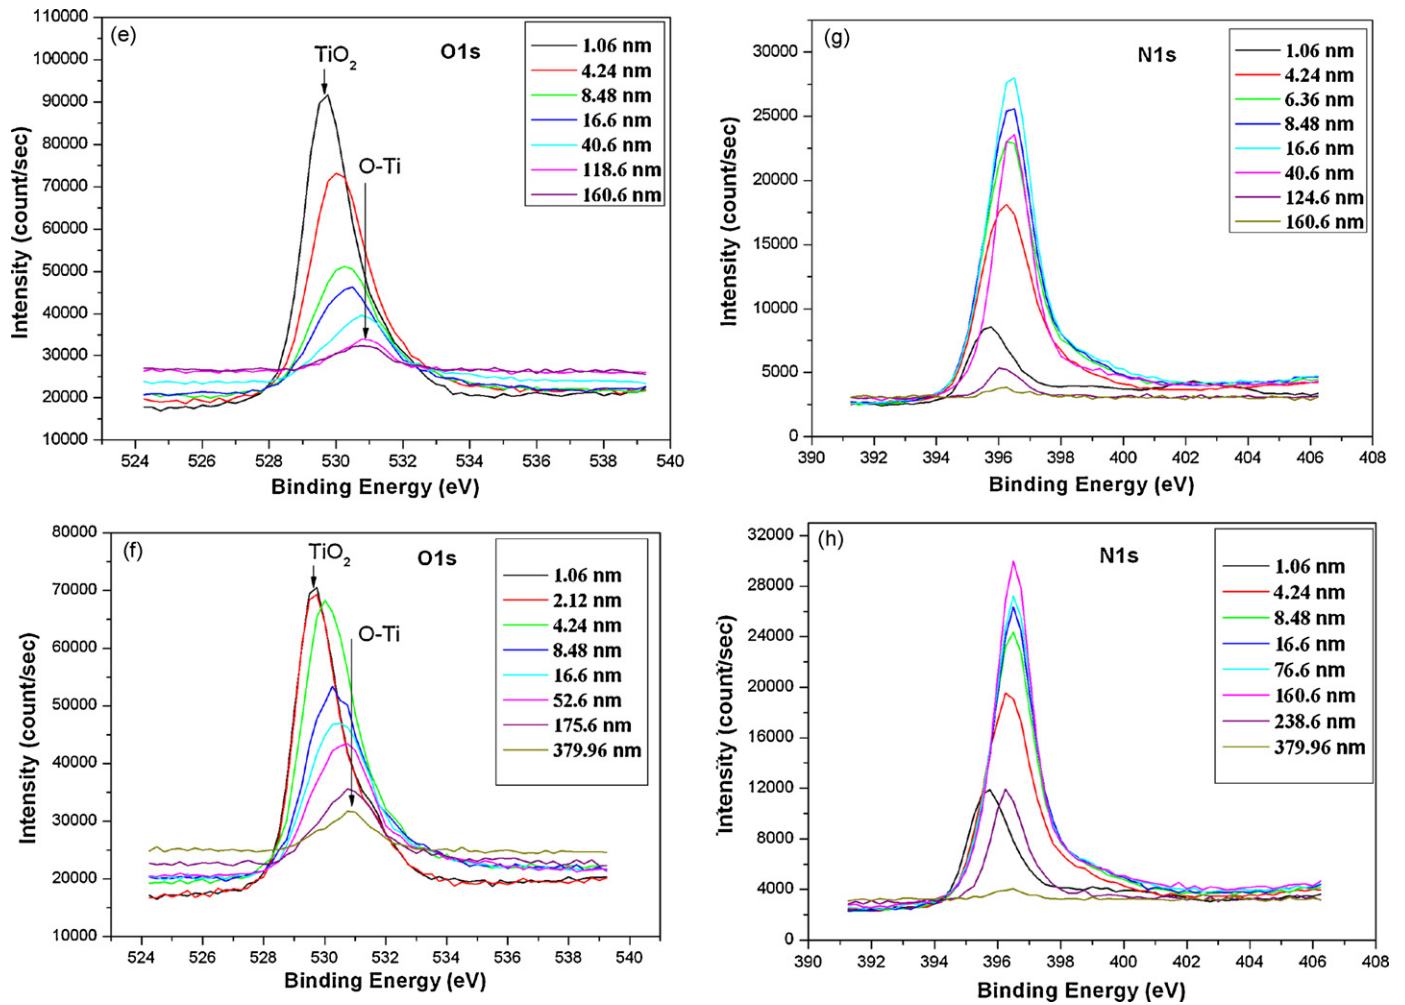 (e)
O1s
TiO2
O-Ti
1.06 nm
4.24 nm
8.48 nm
16.6 nm
40.6 nm
118.6 nm
160.6 nm
110000
100000
90000
80000
70000
60000
50000
40000
30000
20000
10000
Intensity (count/sec)
524 526 528 530 532 534 536 538 540
Binding Energy (eV)
(g)
N1s
1.06 nm
4.24 nm
6.36 nm
8.48 nm
16.6 nm
40.6 nm
124.6 nm
160.6 nm
30000
25000
20000
15000
10000
5000
0
Intensity (count/sec)
390 392 394 396 398 400 402 404 406 408
Binding Energy (eV)
(f)
O1s
TiO2
O-Ti
1.06 nm
2.12 nm
4.24 nm
8.48 nm
16.6 nm
52.6 nm
175.6 nm
379.96 nm
80000
70000
60000
50000
40000
30000
20000
10000
Intensity (count/sec)
524 526 528 530 532 534 536 538 540
Binding Energy (eV)
(h)
N1s
1.06 nm
4.24 nm
8.48 nm
16.6 nm
76.6 nm
160.6 nm
238.6 nm
379.96 nm
32000
28000
24000
20000
16000
12000
8000
4000
0
Intensity (count/sec)
390 392 394 396 398 400 402 404 406 408
Binding Energy (eV)